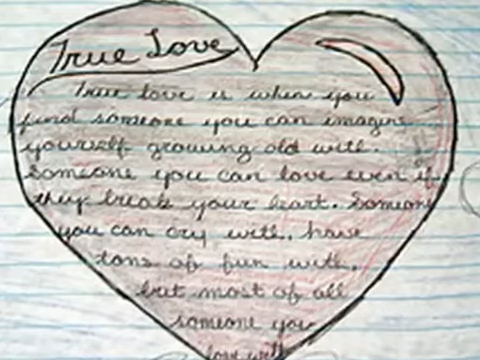 True Love
True love is when you
find someone you can imagine
yourself growing old with.
Someone you can love even if
they break your heart. Someone
you can cry with, have
tons of fun with,
but most of all
someone you
love with